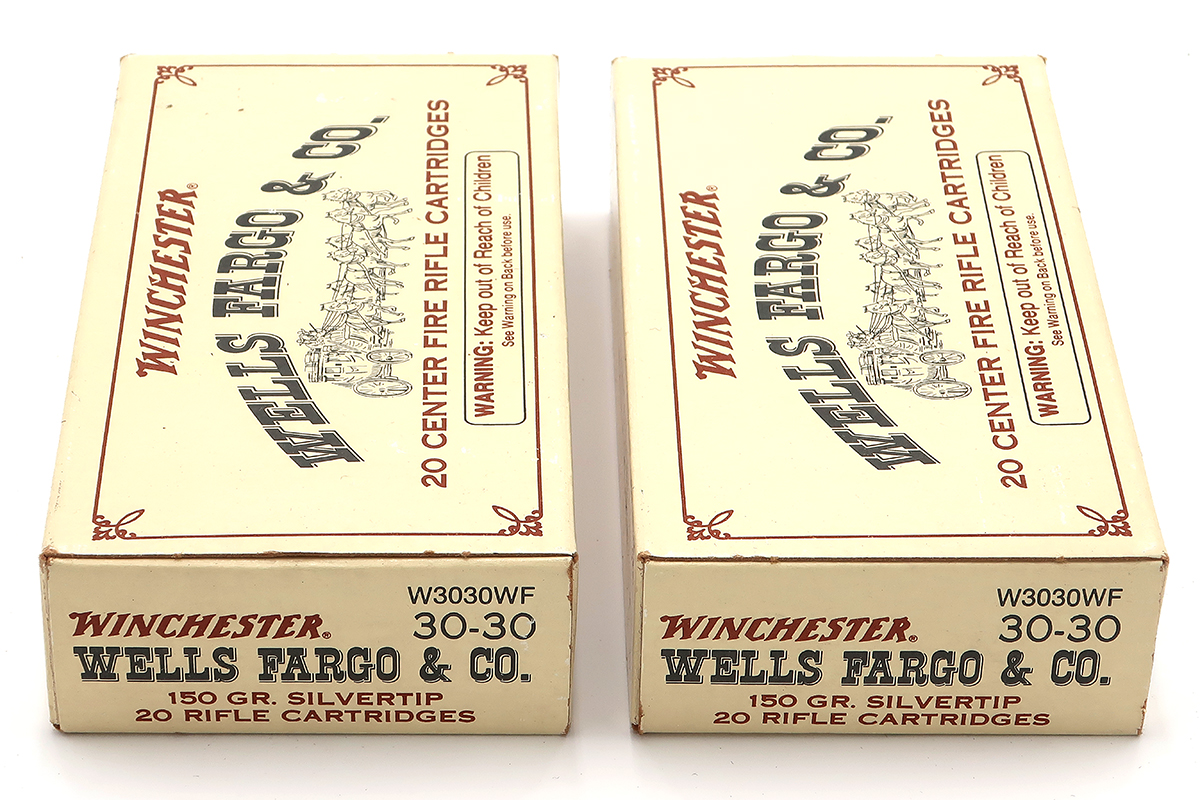 WINCHESTER®
WELLS FARGO & CO.
20 CENTER FIRE RIFLE CARTRIDGES
WARNING: Keep out of Reach of Children
See Warning on Back before use.
W3030WF
WINCHESTER® 30-30
WELLS FARGO & CO.
150 GR. SILVERTIP
20 RIFLE CARTRIDGES
WINCHESTER®
WELLS FARGO & CO.
20 CENTER FIRE RIFLE CARTRIDGES
WARNING: Keep out of Reach of Children
See Warning on Back before use.
W3030WF
WINCHESTER® 30-30
WELLS FARGO & CO.
150 GR. SILVERTIP
20 RIFLE CARTRIDGES